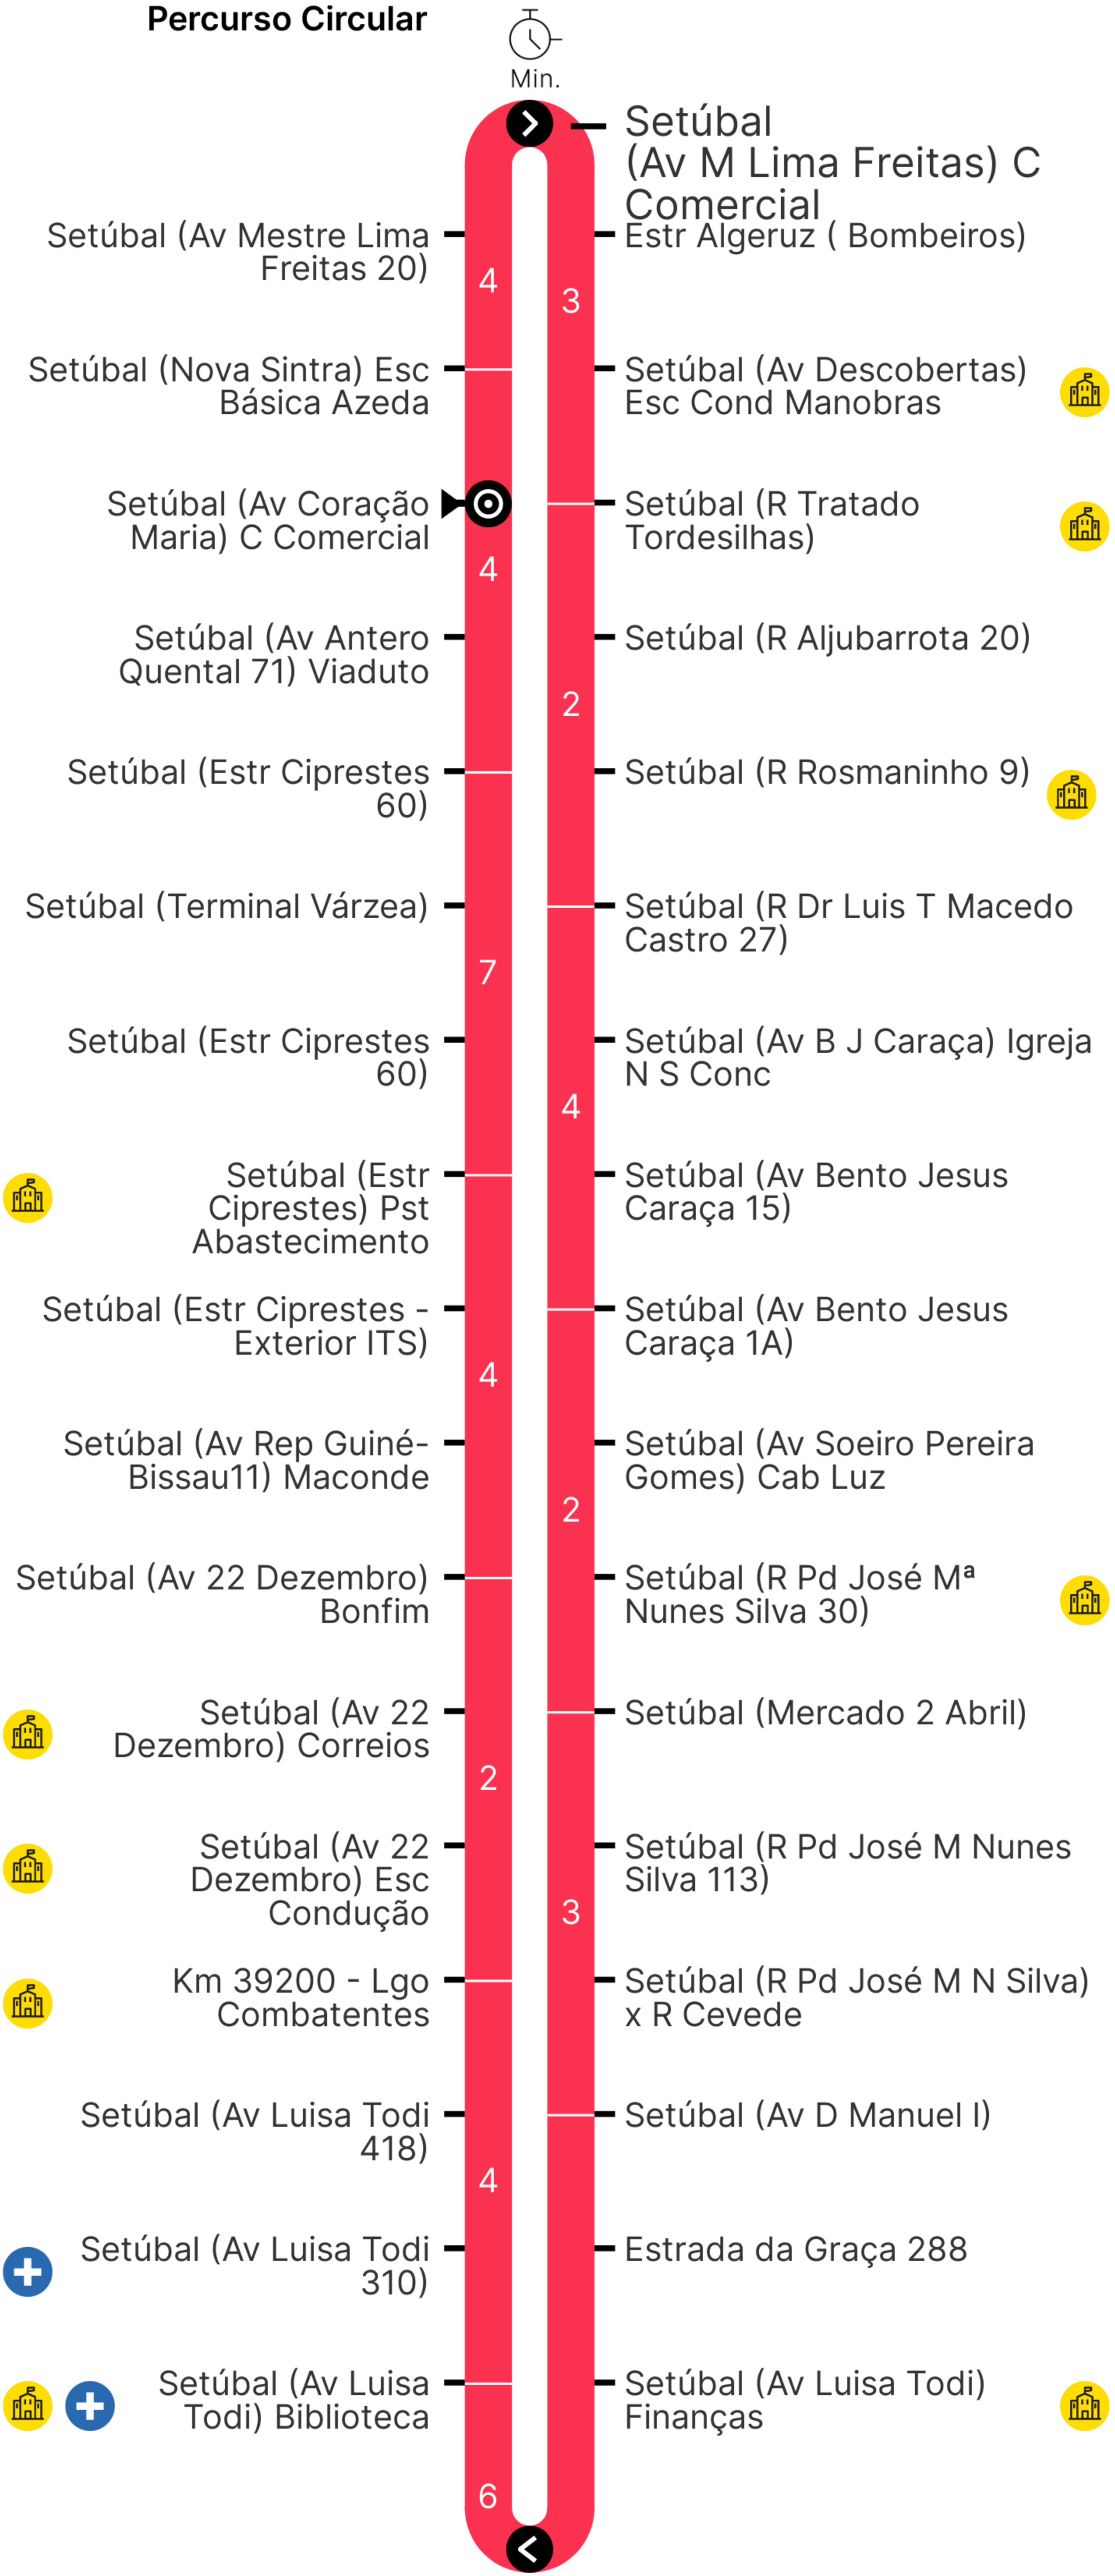 Percurso Circular
Min.
Setúbal
(Av M Lima Freitas) C
Comercial
Estr Algeruz ( Bombeiros)
3
Setúbal (Av Descobertas)
Esc Cond Manobras
Setúbal (R Tratado
Tordesilhas)
Setúbal (R Aljubarrota 20)
2
Setúbal (R Rosmaninho 9)
Setúbal (R Dr Luis T Macedo
Castro 27)
Setúbal (Av B J Caraça) Igreja
N S Conc
4
Setúbal (Av Bento Jesus
Caraça 15)
Setúbal (Av Bento Jesus
Caraça 1A)
Setúbal (Av Soeiro Pereira
Gomes) Cab Luz
2
Setúbal (R Pd José Mª
Nunes Silva 30)
Setúbal (Mercado 2 Abril)
Setúbal (R Pd José M Nunes
Silva 113)
3
Setúbal (R Pd José M N Silva)
x R Cevede
Setúbal (Av D Manuel I)
Estrada da Graça 288
Setúbal (Av Luisa Todi)
Finanças
Setúbal (Av Mestre Lima
Freitas 20)
4
Setúbal (Nova Sintra) Esc
Básica Azeda
Setúbal (Av Coração
Maria) C Comercial
4
Setúbal (Av Antero
Quental 71) Viaduto
Setúbal (Estr Ciprestes
60)
Setúbal (Terminal Várzea)
7
Setúbal (Estr Ciprestes
60)
Setúbal (Estr
Ciprestes) Pst
Abastecimento
Setúbal (Estr Ciprestes -
Exterior ITS)
4
Setúbal (Av Rep Guiné-
Bissau11) Maconde
Setúbal (Av 22 Dezembro)
Bonfim
Setúbal (Av 22
Dezembro) Correios
2
Setúbal (Av 22
Dezembro) Esc
Condução
Km 39200 - Lgo
Combatentes
Setúbal (Av Luisa Todi
418)
4
Setúbal (Av Luisa Todi
310)
Setúbal (Av Luisa
Todi) Biblioteca
6